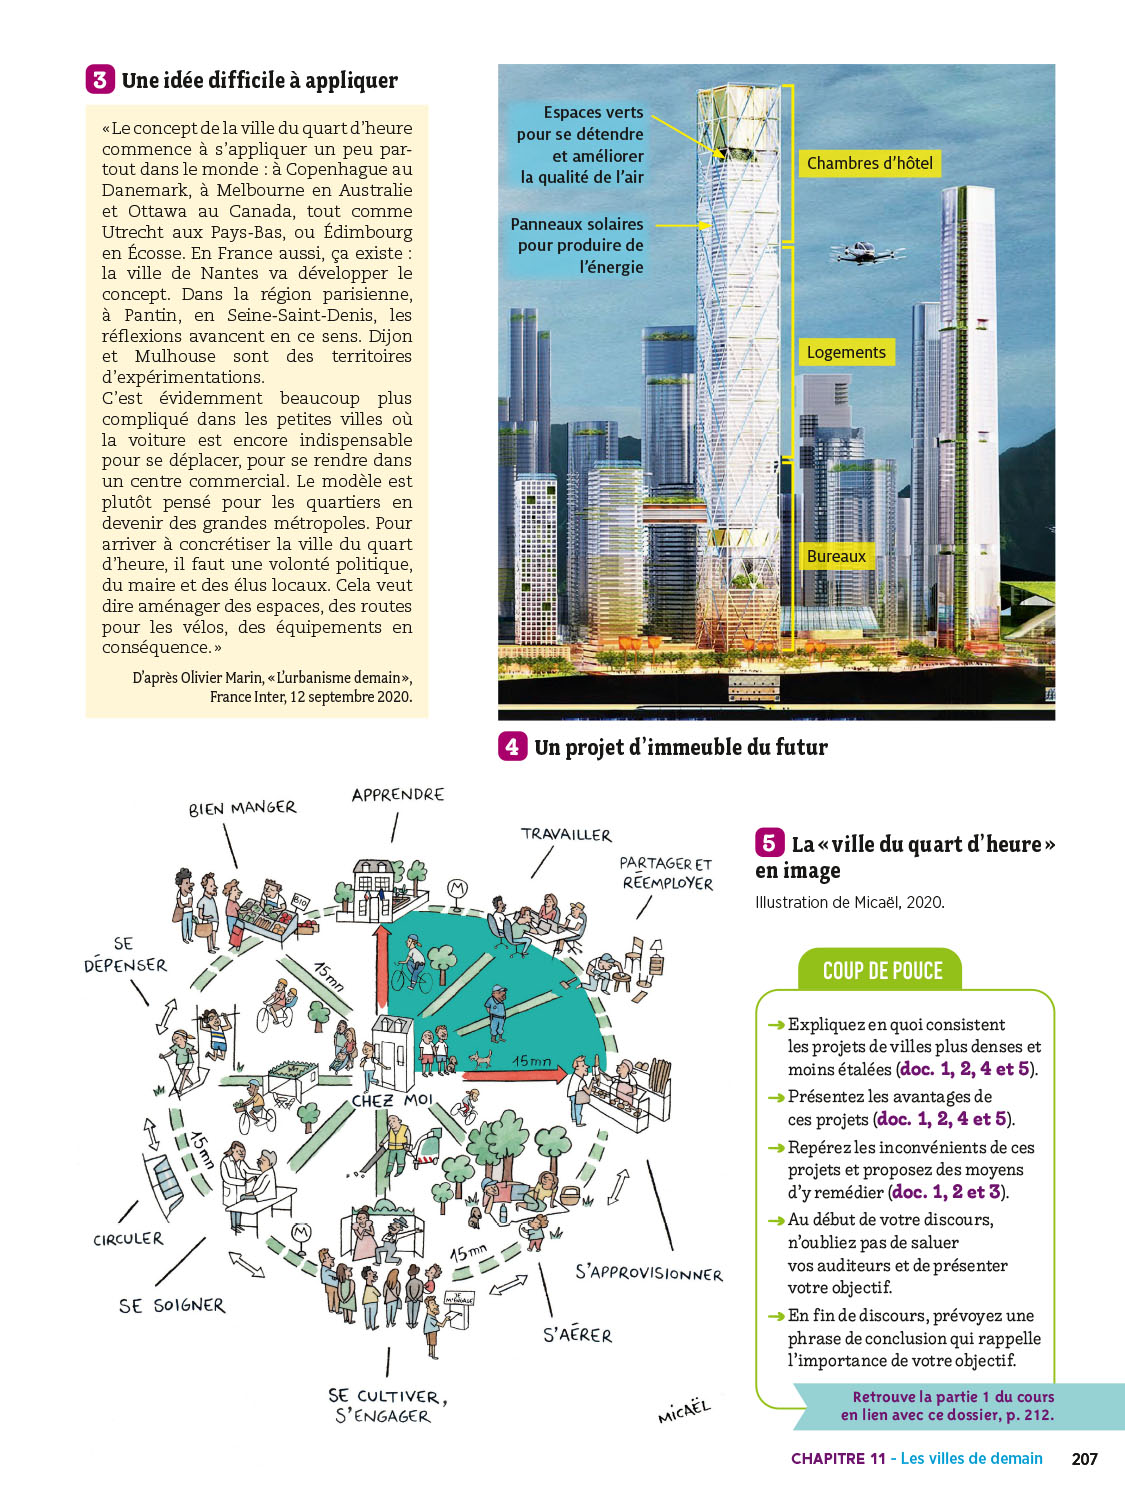 3 Une idée difficile à appliquer
« Le concept de la ville du quart d'heure
commence à s'appliquer un peu par-
tout dans le monde : à Copenhague au
Danemark, à Melbourne en Australie
et Ottawa au Canada, tout comme
Utrecht aux Pays-Bas, ou Édimbourg
en Écosse. En France aussi, ça existe :
la ville de Nantes va développer le
concept. Dans la région parisienne,
à Pantin, en Seine-Saint-Denis, les
réflexions avancent en ce sens. Dijon
et Mulhouse sont des territoires
d'expérimentations.
C'est évidemment beaucoup plus
compliqué dans les petites villes où
la voiture est encore indispensable
pour se déplacer, pour se rendre dans
un centre commercial. Le modèle est
plutôt pensé pour les quartiers en
devenir des grandes métropoles. Pour
arriver à concrétiser la ville du quart
d'heure, il faut une volonté politique,
du maire et des élus locaux. Cela veut
dire aménager des espaces, des routes
pour les vélos, des équipements en
conséquence. »
D'après Olivier Marin, « L'urbanisme demain »,
France Inter, 12 septembre 2020.
Espaces verts
pour se détendre
et améliorer
la qualité de l'air
Panneaux solaires
pour produire de
l'énergie
Chambres d'hôtel
Logements
Bureaux
4 Un projet d'immeuble du futur
BIEN MANGER
APPRENDRE
TRAVAILLER
PARTAGER ET
RÉEMPLOYER
SE
DÉPENSER
BIO
M
15mn
15mn
CHEZ MOI
15mn
CIRCULER
SE SOIGNER
M
15mn
JE
M'ENGAGE
S'APPROVISIONNER
S'AÉRER
SE CULTIVER,
S'ENGAGER
MICAËL
5 La « ville du quart d'heure »
en image
Illustration de Micaël, 2020.
COUP DE POUCE
→ Expliquez en quoi consistent
les projets de villes plus denses et
moins étalées (doc. 1, 2, 4 et 5).
→ Présentez les avantages de
ces projets (doc. 1, 2, 4 et 5).
→ Repérez les inconvénients de ces
projets et proposez des moyens
d'y remédier (doc. 1, 2 et 3).
→ Au début de votre discours,
n'oubliez pas de saluer
vos auditeurs et de présenter
votre objectif.
→ En fin de discours, prévoyez une
phrase de conclusion qui rappelle
l'importance de votre objectif.
Retrouve la partie 1 du cours
en lien avec ce dossier, p. 212.
CHAPITRE 11 - Les villes de demain 207